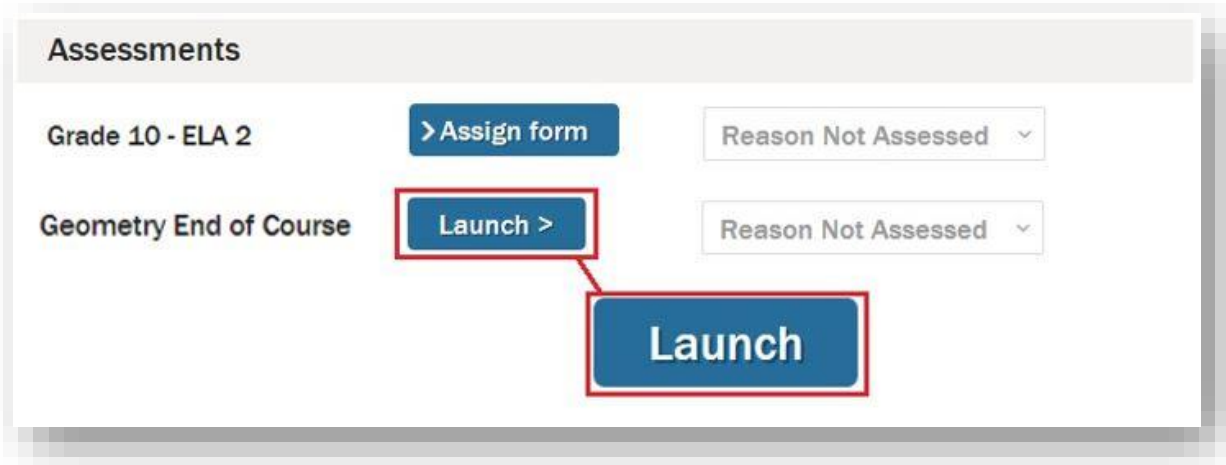 Assessments
Grade 10 - ELA 2 > Assign form Reason Not Assessed
Geometry End of Course Launch > Reason Not Assessed
Launch